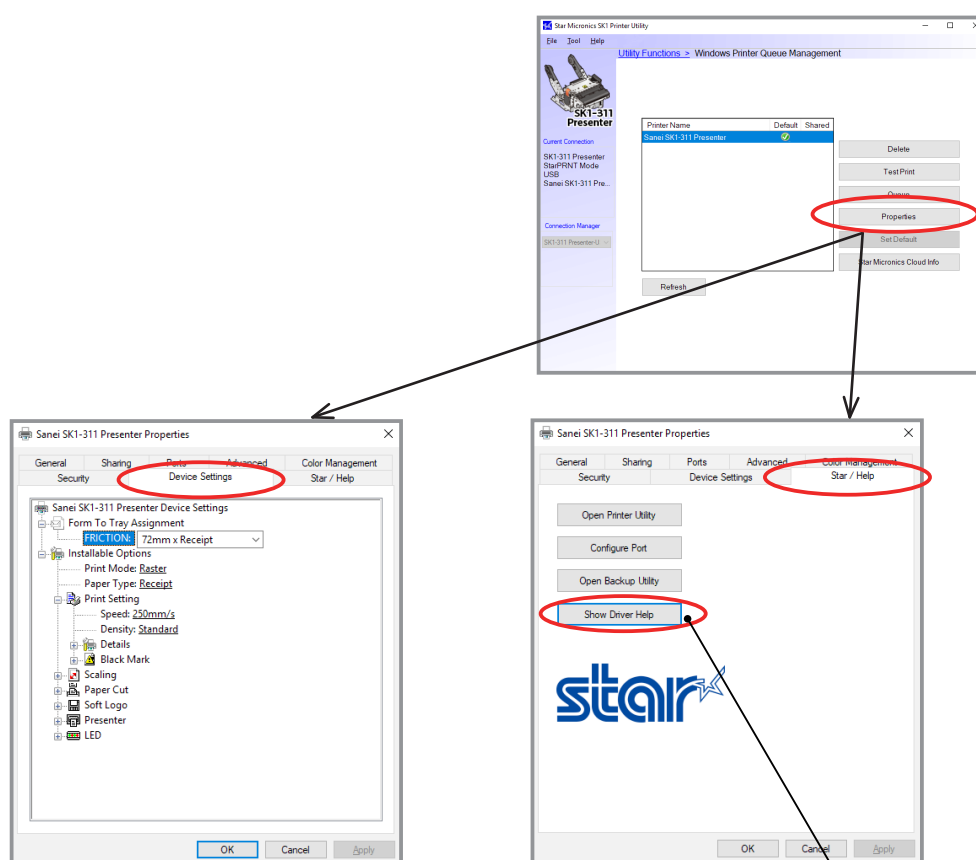 Star Micronics SK1 Printer Utility
File Tool Help
Utility Functions > Windows Printer Queue Management
SK1-311
Presenter
Current Connection
SK1-311 Presenter
StarPRNT Mode
USB
Sanei SK1-311 Pre...
Connection Manager
SK1-311 Presenter-U
Printer Name Default Shared
Sanei SK1-311 Presenter
Delete
Test Print
Queue
Properties
Set Default
Star Micronics Cloud Info
Refresh
Sanei SK1-311 Presenter Properties
General Sharing Ports Advanced Color Management
Security Device Settings Star / Help
Sanei SK1-311 Presenter Device Settings
Form To Tray Assignment
FRICTION: 72mm x Receipt
Installable Options
Print Mode: Raster
Paper Type: Receipt
Print Setting
Speed: 250mm/s
Density: Standard
Details
Black Mark
Scaling
Paper Cut
Soft Logo
Presenter
LED
OK Cancel Apply
Sanei SK1-311 Presenter Properties
General Sharing Ports Advanced Color Management
Security Device Settings Star / Help
Open Printer Utility
Configure Port
Open Backup Utility
Show Driver Help
star
OK Cancel Apply